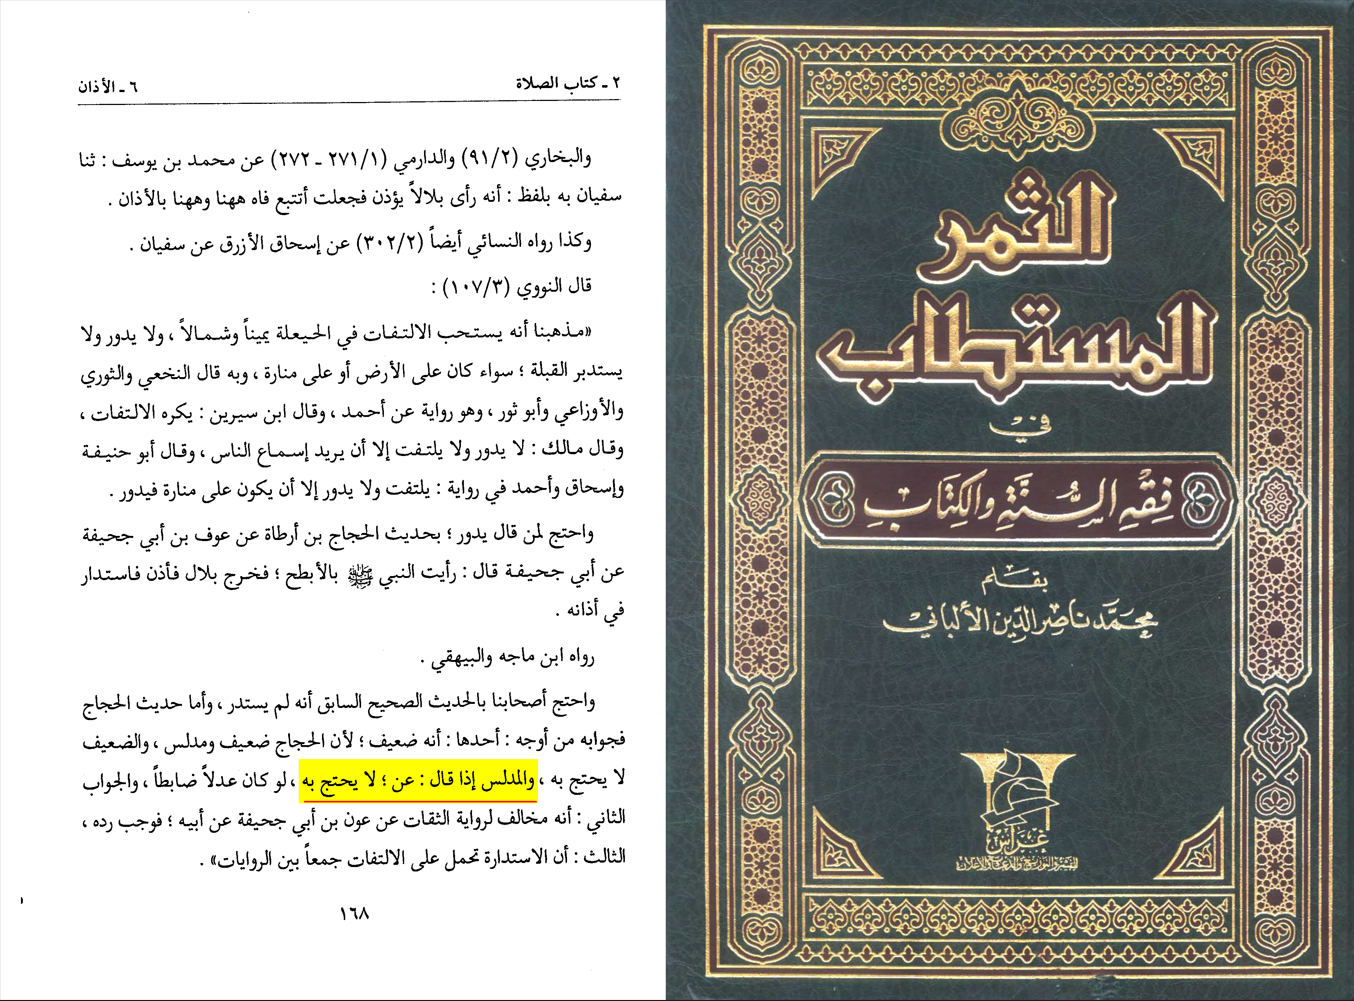 ٢ ـ كتاب الصلاة
٦ ـ الأذان
والبخاري (٩١/٢) والدارمي (٢٧١/١ ـ ٢٧٢) عن محمد بن يوسف : ثنا
سفيان به بلفظ : أنه رأى بلالاً يؤذن فجعلت أتتبع فاه ههنا وههنا بالأذان .
وكذا رواه النسائي أيضاً (٣٠٢/٢) عن إسحاق الأزرق عن سفيان .
قال النووي (١٠٧/٣) :
«مذهبنا أنه يستحب الالتفات في الحيعلة يميناً وشمالاً ، ولا يدور ولا
يستدبر القبلة ؛ سواء كان على الأرض أو على منارة ، وبه قال النخعي والثوري
والأوزاعي وأبو ثور ، وهو رواية عن أحمد ، وقال ابن سيرين : يكره الالتفات ،
وقال مالك : لا يدور ولا يلتفت إلا أن يريد إسماع الناس ، وقال أبو حنيفة
وإسحاق وأحمد في رواية : يلتفت ولا يدور إلا أن يكون على منارة فيدور .
واحتج لمن قال يدور ؛ بحديث الحجاج بن أرطاة عن عوف بن أبي جحيفة
عن أبي جحيفة قال : رأيت النبي ﷺ بالأبطح ؛ فخرج بلال فأذن فاستدار
في أذانه .
رواه ابن ماجه والبيهقي .
واحتج أصحابنا بالحديث الصحيح السابق أنه لم يستدر ، وأما حديث الحجاج
فجوابه من أوجه : أحدها : أنه ضعيف ؛ لأن الحجاج ضعيف ومدلس ، والضعيف
لا يحتج به ، والمدلس إذا قال : عن ؛ لا يحتج به ، لو كان عدلاً ضابطاً ، والجواب
الثاني : أنه مخالف لرواية الثقات عن عون بن أبي جحيفة عن أبيه ؛ فوجب رده ،
الثالث : أن الاستدارة تحمل على الالتفات جمعاً بين الروايات» .
١٦٨
الثمر
المستطاب
في
فِقْهِ السُّنَّةِ وَالكِتَابِ
بقلم
محمَّد ناصر الدِّين الألباني
غراس
للنشر والتوزيع والدعاية والإعلان